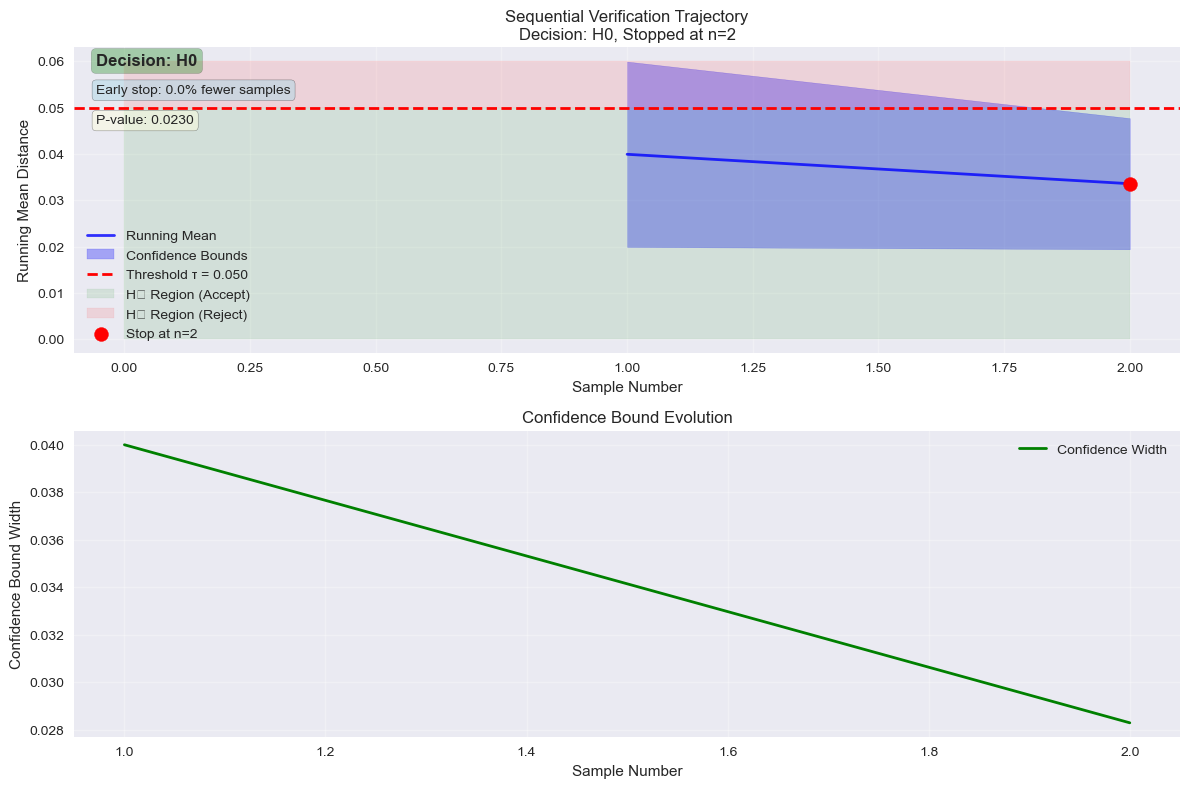 Sequential Verification Trajectory
Decision: H0, Stopped at n=2
Running Mean Distance
0.06
0.05
0.04
0.03
0.02
0.01
0.00
Decision: H0
Early stop: 0.0% fewer samples
P-value: 0.0230
Running Mean
Confidence Bounds
Threshold τ = 0.050
H▯ Region (Accept)
H▯ Region (Reject)
Stop at n=2
0.00 0.25 0.50 0.75 1.00 1.25 1.50 1.75 2.00
Sample Number
Confidence Bound Evolution
Confidence Bound Width
0.040
0.038
0.036
0.034
0.032
0.030
0.028
Confidence Width
1.0 1.2 1.4 1.6 1.8 2.0
Sample Number